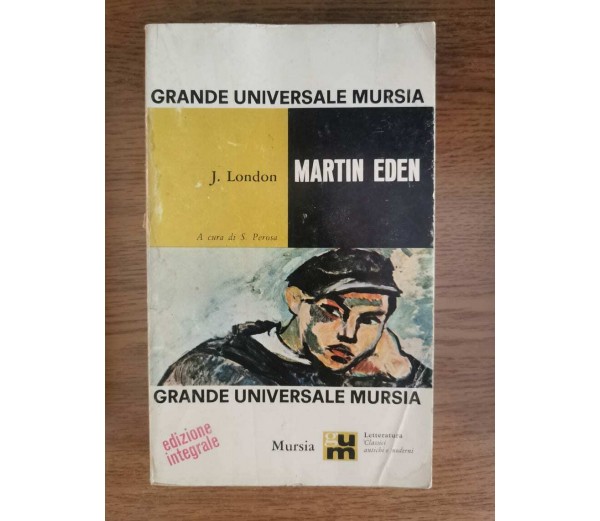 GRANDE UNIVERSALE MURSIA
J. London
MARTIN EDEN
A cura di S. Perosa
GRANDE UNIVERSALE MURSIA
edizione
integrale
Mursia
gum
Letteratura
Classici
antichi e moderni